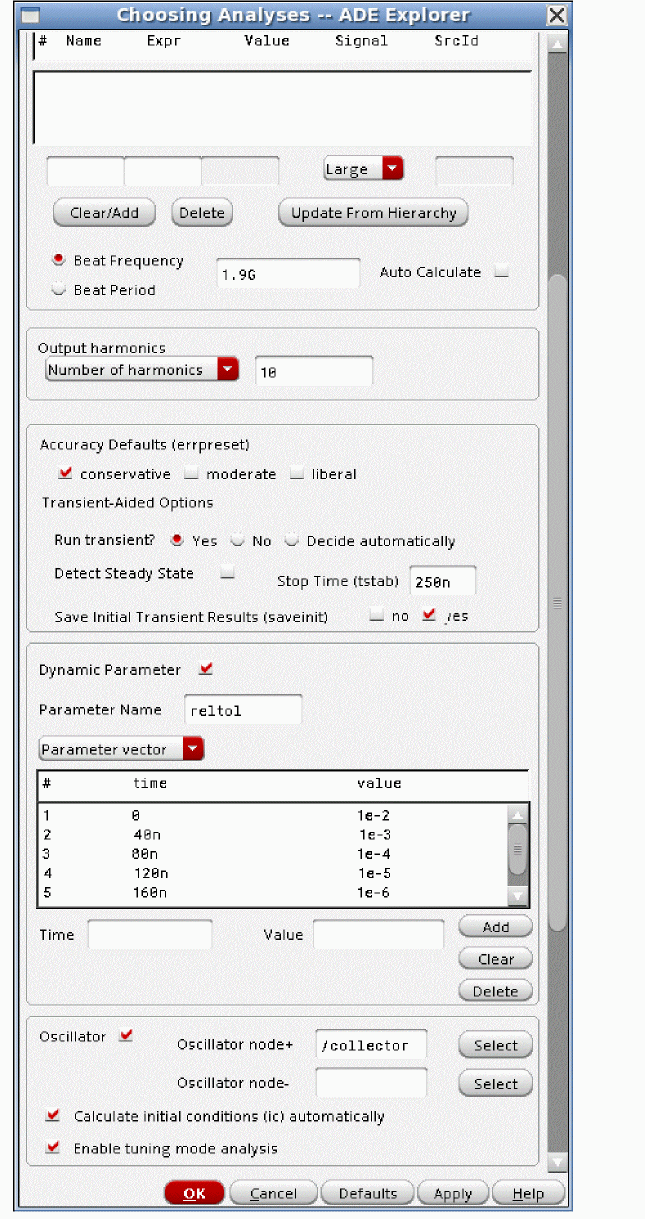 Choosing Analyses -- ADE Explorer
# Name Expr Value Signal SrcId
Large
Clear/Add Delete Update From Hierarchy
Beat Frequency
1.9G
Auto Calculate
Beat Period
Output harmonics
Number of harmonics 10
Accuracy Defaults (errpreset)
conservative moderate liberal
Transient-Aided Options
Run transient? Yes No Decide automatically
Detect Steady State Stop Time (tstab) 250n
Save Initial Transient Results (saveinit) no yes
Dynamic Parameter
Parameter Name reltol
Parameter vector
# time value
1 0 1e-2
2 40n 1e-3
3 80n 1e-4
4 120n 1e-5
5 160n 1e-6
Time Value Add
Clear
Delete
Oscillator Oscillator node+ /collector Select
Oscillator node- Select
Calculate initial conditions (ic) automatically
Enable tuning mode analysis
OK Cancel Defaults Apply Help